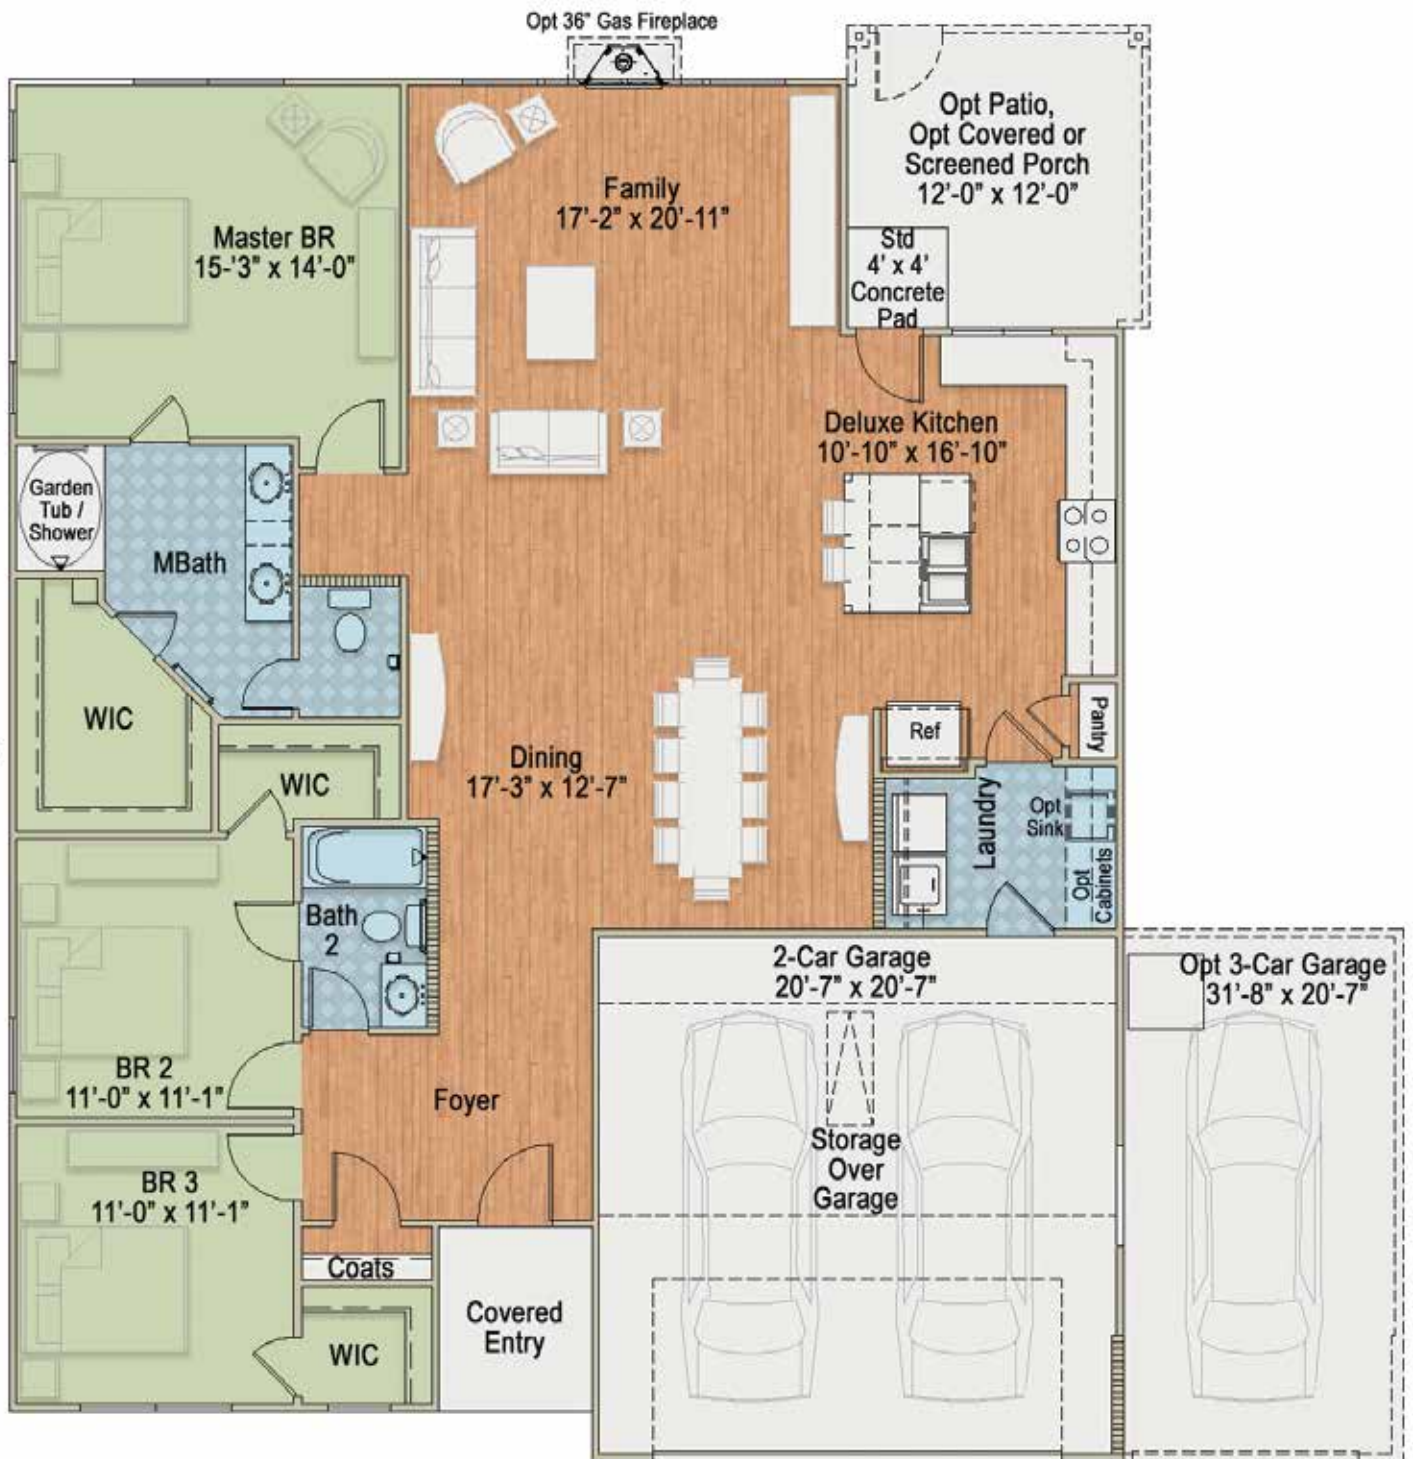 Opt 36" Gas Fireplace
Opt Patio,
Opt Covered or
Screened Porch
12'-0" x 12'-0"
Family
17'-2" x 20'-11"
Master BR
15-'3" x 14'-0"
Std
4' x 4'
Concrete
Pad
Deluxe Kitchen
10'-10" x 16'-10"
Garden
Tub /
Shower
MBath
WIC
Ref
Pantry
Dining
17'-3" x 12'-7"
WIC
Laundry
Opt
Sink
Opt
Cabinets
Bath
2
2-Car Garage
20'-7" x 20'-7"
Opt 3-Car Garage
31'-8" x 20'-7"
BR 2
11'-0" x 11'-1"
Foyer
Storage
Over
Garage
BR 3
11'-0" x 11'-1"
Coats
Covered
Entry
WIC